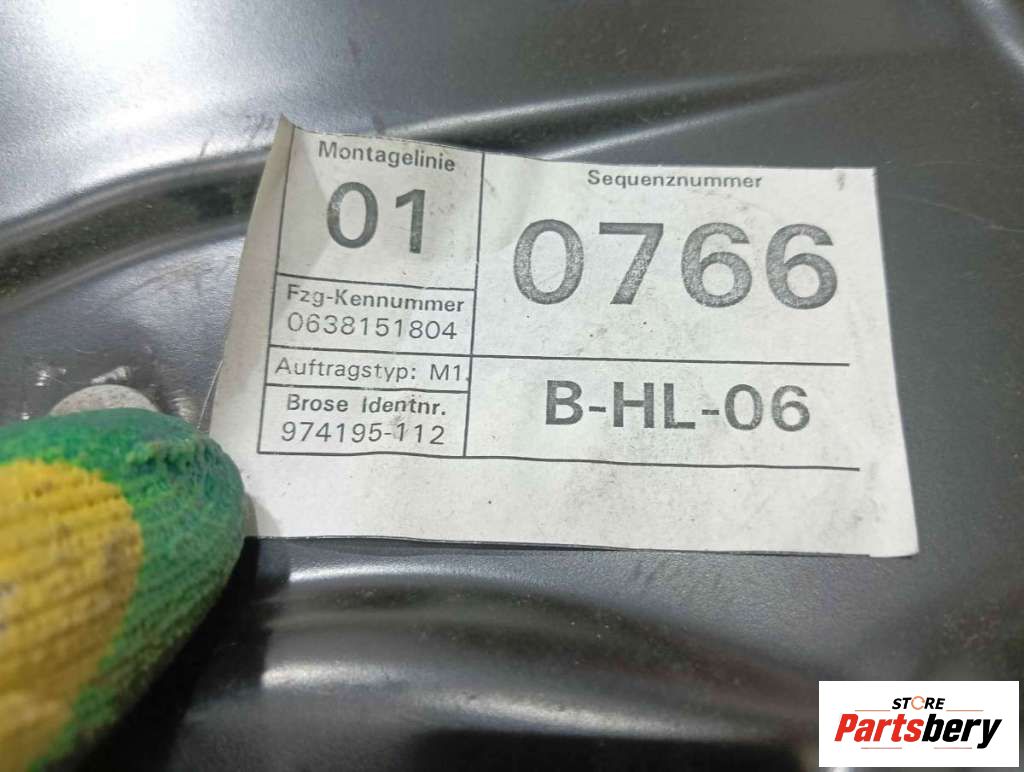 Montagelinie
01
Fzg-Kennummer
0638151804
Auftragstyp: M1
Brose Identnr.
974195-112
Sequenznummer
0766
B-HL-06
STORE
Partsbery